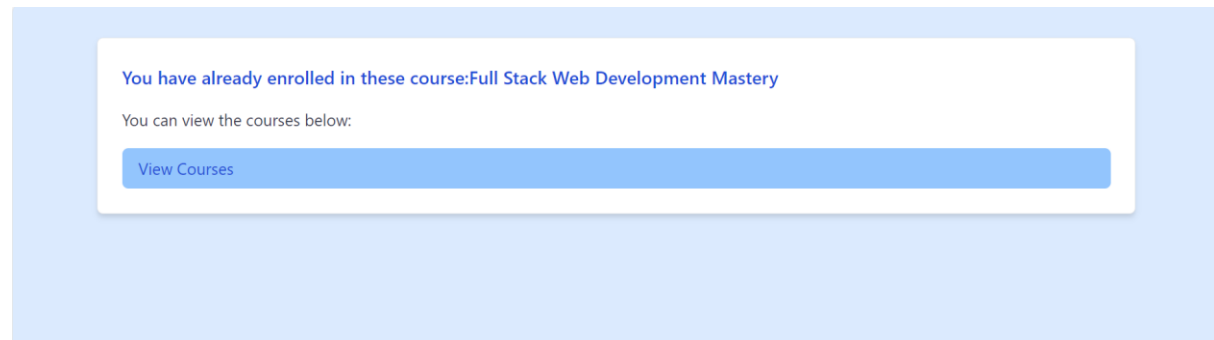 You have already enrolled in these course:Full Stack Web Development Mastery
You can view the courses below:
View Courses